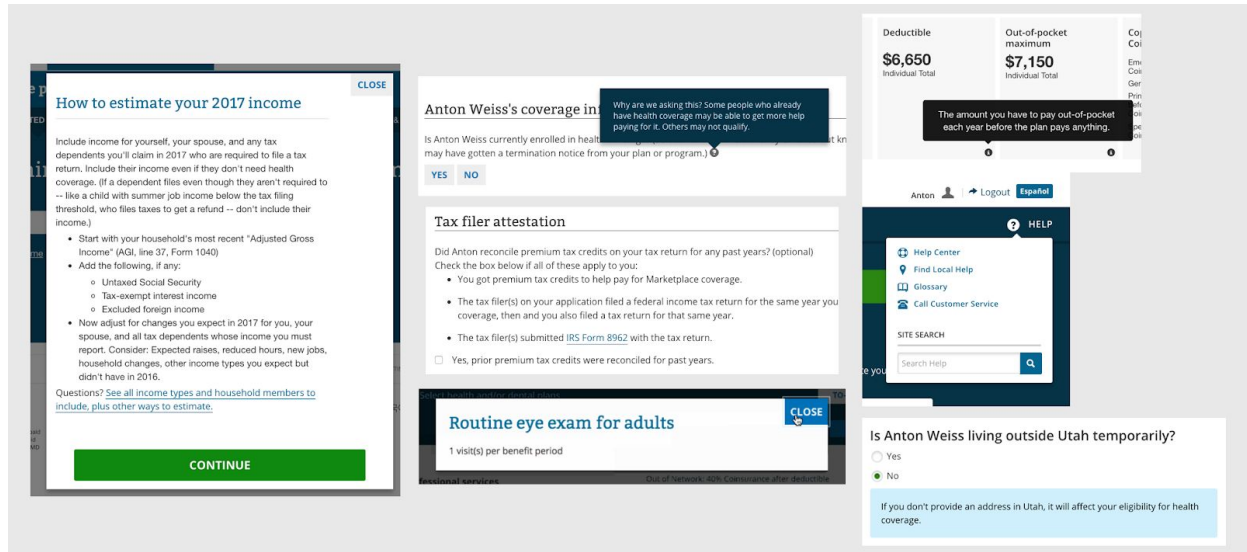 CLOSE
How to estimate your 2017 income
Include income for yourself, your spouse, and any tax
dependents you'll claim in 2017 who are required to file a tax
return. Include their income even if they don't need health
coverage. (If a dependent files even though they aren't required to
-- like a child with summer job income below the tax filing
threshold, who files taxes to get a refund -- don't include their
income.)
• Start with your household's most recent "Adjusted Gross
Income" (AGI, line 37, Form 1040)
• Add the following, if any:
○ Untaxed Social Security
○ Tax-exempt interest income
○ Excluded foreign income
• Now adjust for changes you expect in 2017 for you, your
spouse, and all tax dependents whose income you must
report. Consider: Expected raises, reduced hours, new jobs,
household changes, other income types you expect but
didn't have in 2016.
Questions? See all income types and household members to
include, plus other ways to estimate.
CONTINUE
Anton Weiss's coverage in
Why are we asking this? Some people who already
have health coverage may be able to get more help
paying for it. Others may not qualify.
Is Anton Weiss currently enrolled in healt
may have gotten a termination notice from your plan or program.)
YES NO
Tax filer attestation
Did Anton reconcile premium tax credits on your tax return for any past years? (optional)
Check the box below if all of these apply to you:
• You got premium tax credits to help pay for Marketplace coverage.
• The tax filer(s) on your application filed a federal income tax return for the same year you
coverage, then and you also filed a tax return for that same year.
• The tax filer(s) submitted IRS Form 8962 with the tax return.
Yes, prior premium tax credits were reconciled for past years.
Select health and/or dental plans
CLOSE
Routine eye exam for adults
1 visit(s) per benefit period
fessional services
Out of Network: 40% Coinsurance after deductible
Deductible
$6,650
Individual Total
Out-of-pocket
maximum
$7,150
Individual Total
The amount you have to pay out-of-pocket
each year before the plan pays anything.
Anton Logout Español
? HELP
Help Center
Find Local Help
Glossary
Call Customer Service
SITE SEARCH
Search Help
Is Anton Weiss living outside Utah temporarily?
Yes
No
If you don't provide an address in Utah, it will affect your eligibility for health
coverage.